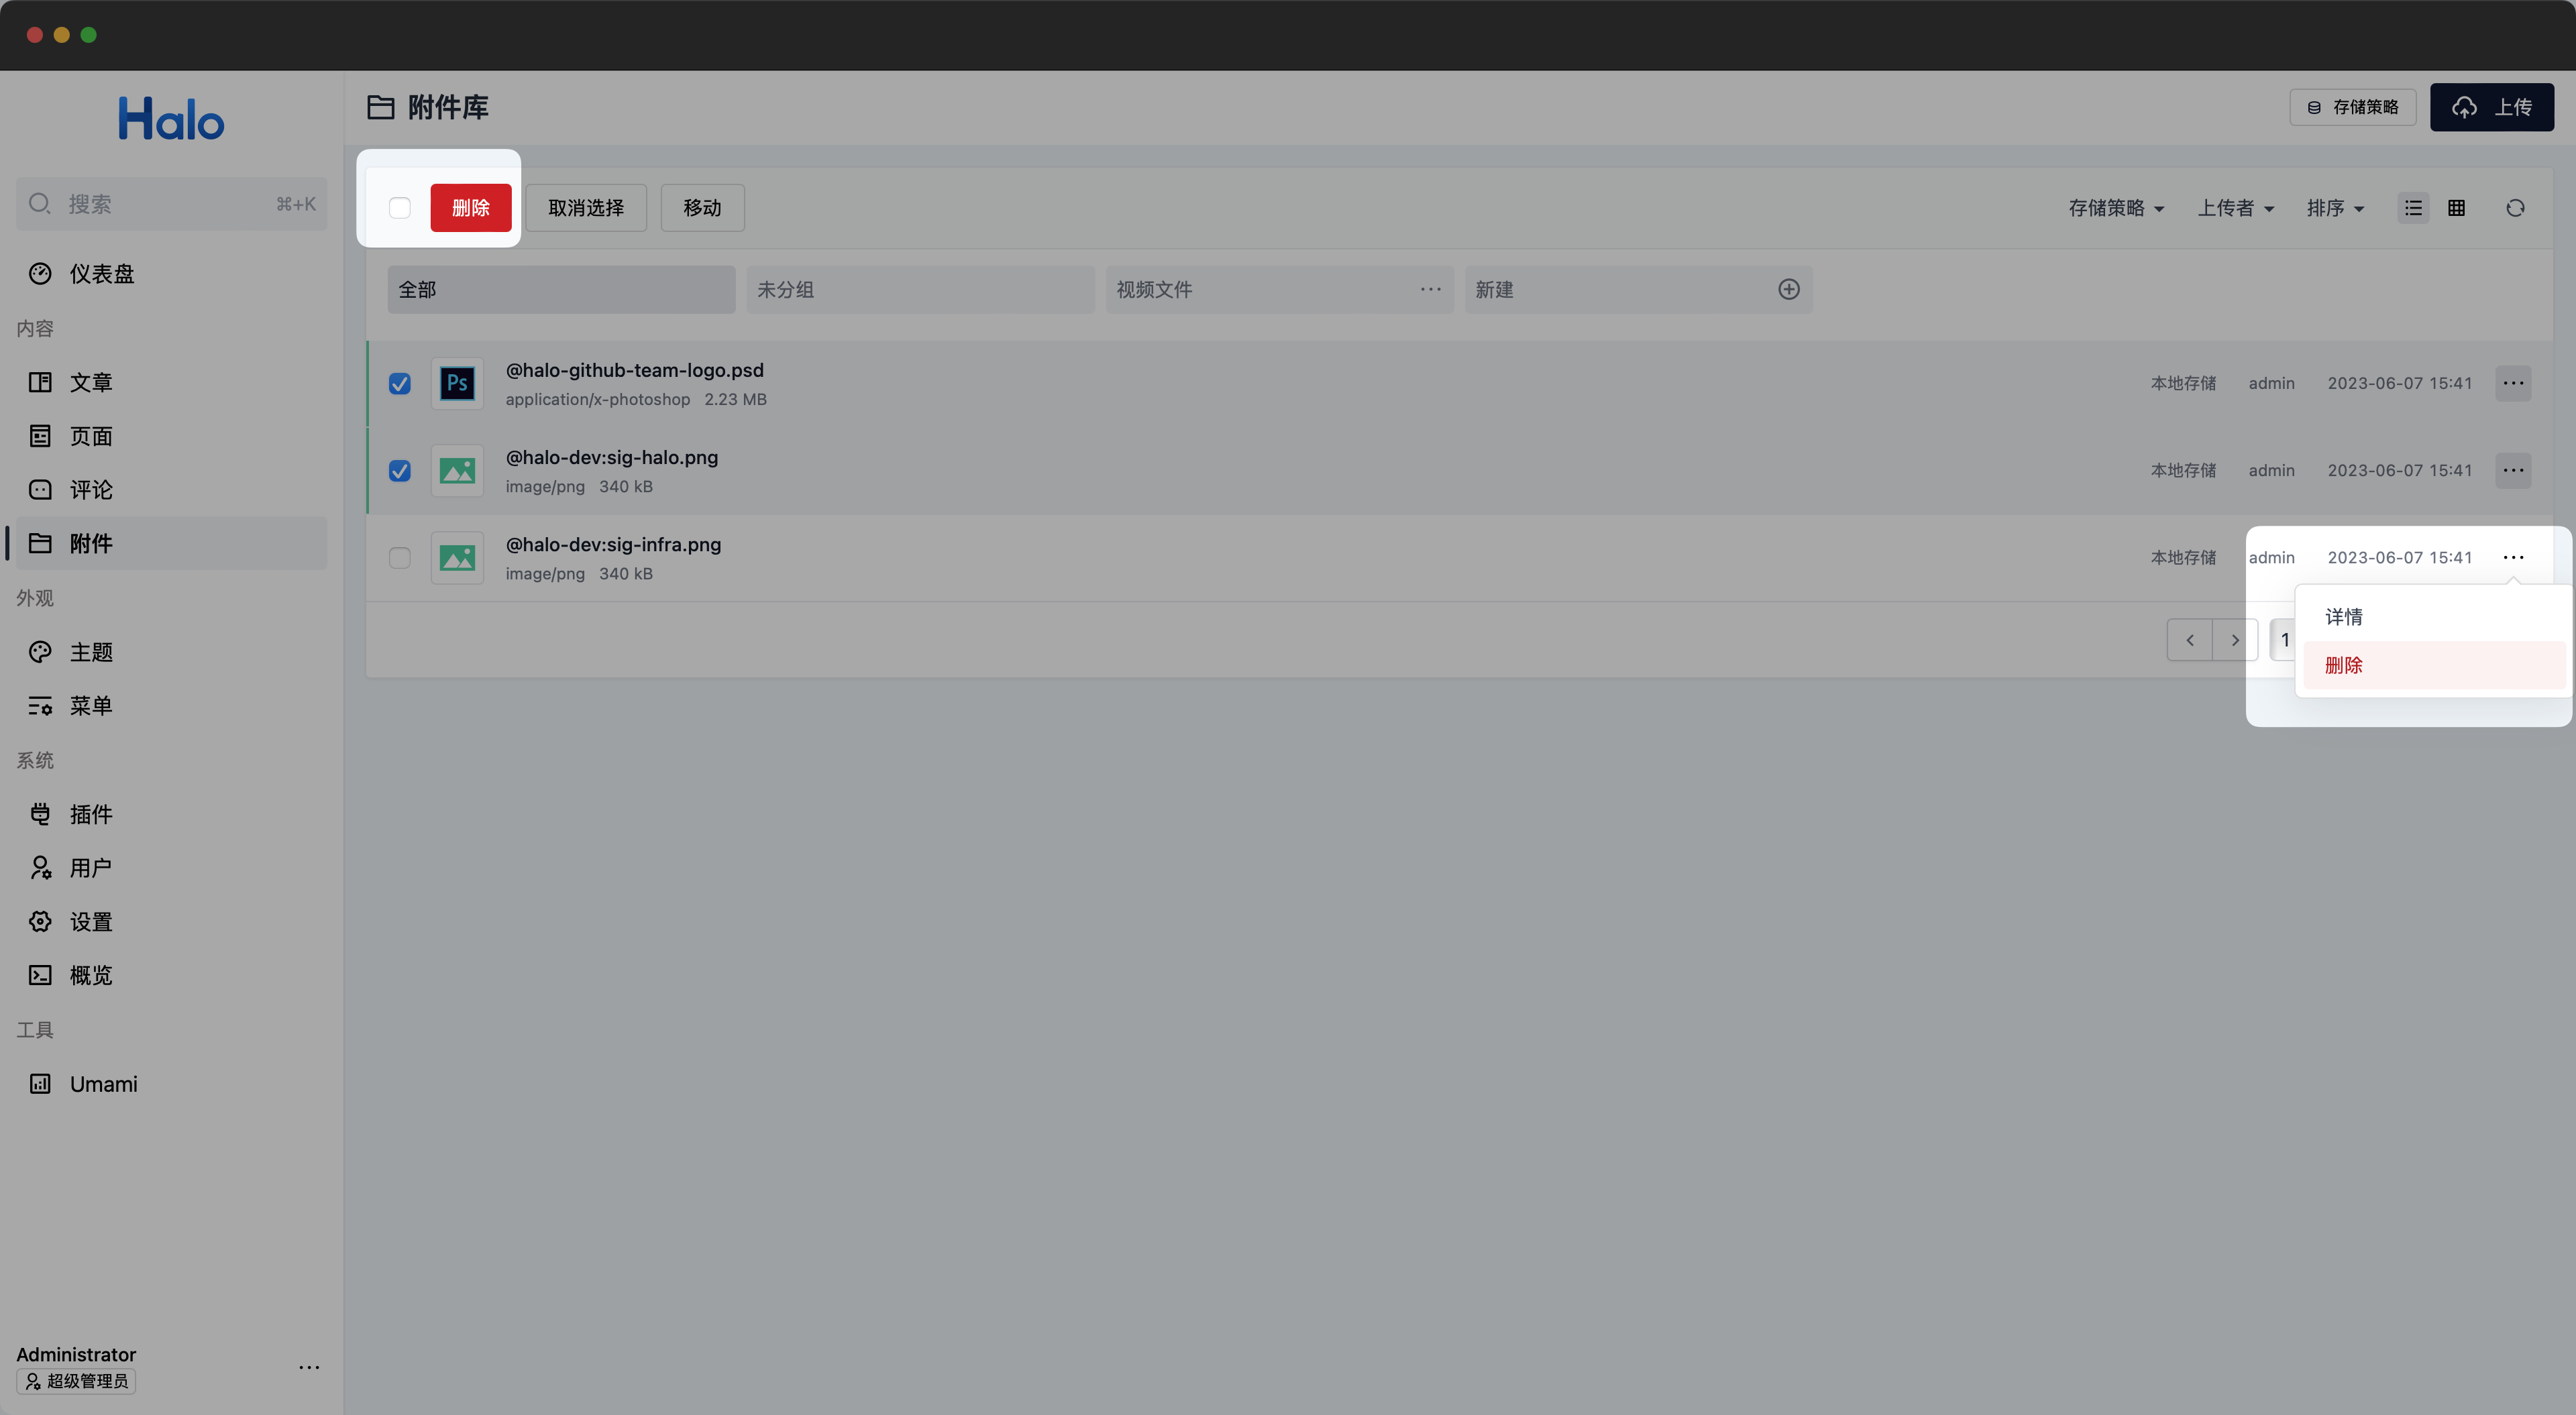 Halo
搜索 ⌘+K
仪表盘
内容
文章
页面
评论
附件
外观
主题
菜单
系统
插件
用户
设置
概览
工具
Umami
Administrator
超级管理员
附件库
存储策略 上传
删除 取消选择 移动 存储策略 上传者 排序
全部 未分组 视频文件 新建
Ps
@halo-github-team-logo.psd
application/x-photoshop 2.23 MB
本地存储 admin 2023-06-07 15:41
@halo-dev:sig-halo.png
image/png 340 kB
本地存储 admin 2023-06-07 15:41
@halo-dev:sig-infra.png
image/png 340 kB
本地存储 admin 2023-06-07 15:41
详情
删除
1